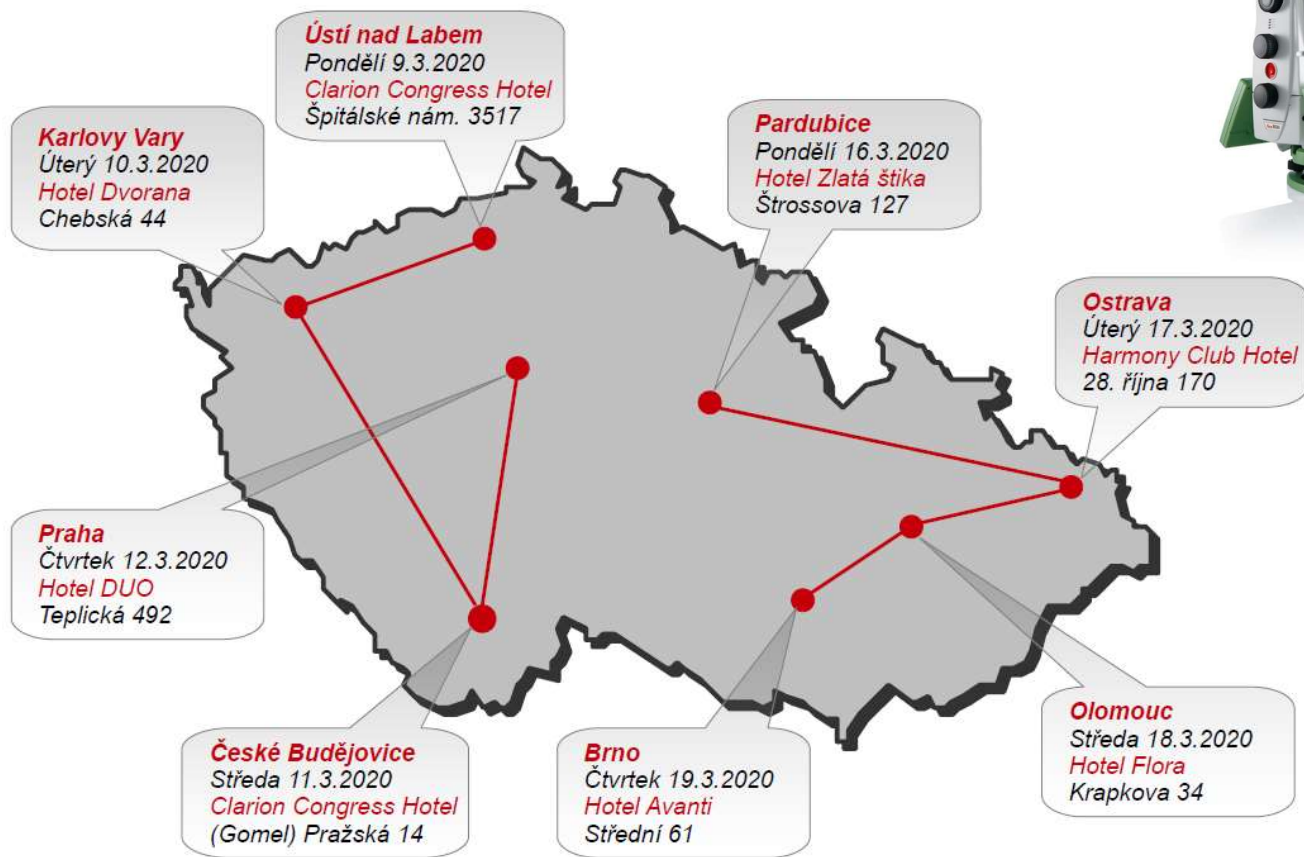 Ústí nad Labem
Pondělí 9.3.2020
Clarion Congress Hotel
Špitálské nám. 3517
Karlovy Vary
Úterý 10.3.2020
Hotel Dvorana
Chebská 44
Pardubice
Pondělí 16.3.2020
Hotel Zlatá štika
Štrossova 127
Ostrava
Úterý 17.3.2020
Harmony Club Hotel
28. října 170
Praha
Čtvrtek 12.3.2020
Hotel DUO
Teplická 492
České Budějovice
Středa 11.3.2020
Clarion Congress Hotel
(Gomel) Pražská 14
Brno
Čtvrtek 19.3.2020
Hotel Avanti
Střední 61
Olomouc
Středa 18.3.2020
Hotel Flora
Krapkova 34